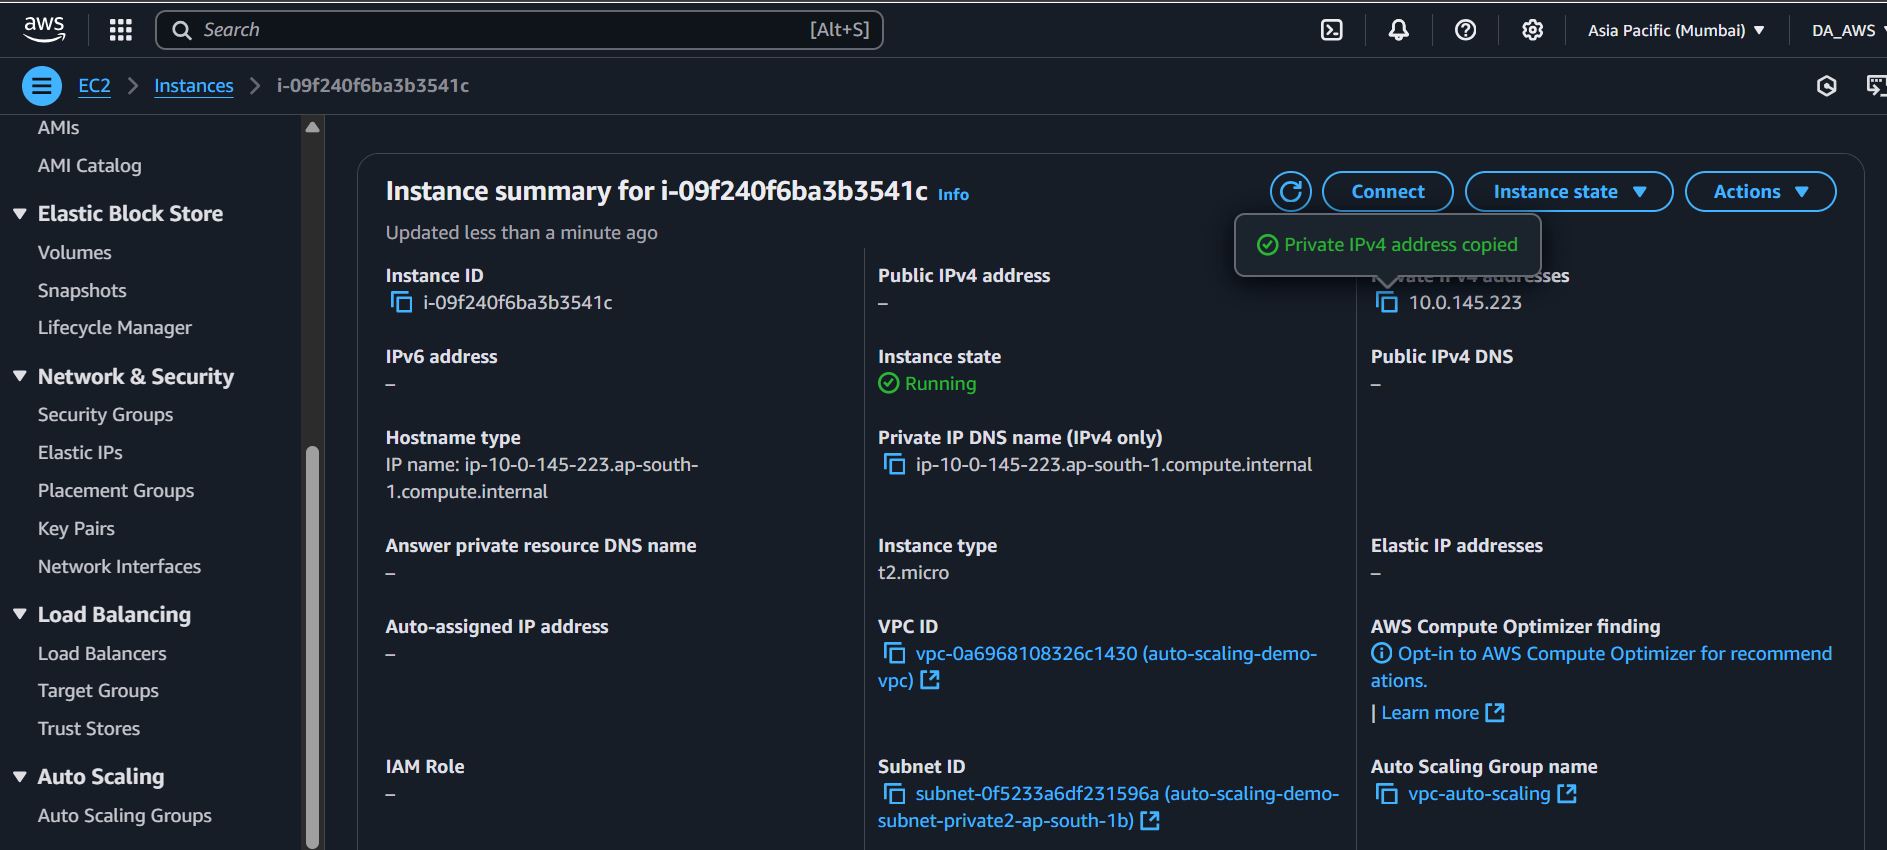 aws
Search [Alt+S]
Asia Pacific (Mumbai)
DA_AWS
EC2
Instances
i-09f240f6ba3b3541c
AMIs
AMI Catalog
Elastic Block Store
Volumes
Snapshots
Lifecycle Manager
Network & Security
Security Groups
Elastic IPs
Placement Groups
Key Pairs
Network Interfaces
Load Balancing
Load Balancers
Target Groups
Trust Stores
Auto Scaling
Auto Scaling Groups
Instance summary for i-09f240f6ba3b3541c Info
Updated less than a minute ago
Connect
Instance state
Actions
Private IPv4 address copied
Instance ID
i-09f240f6ba3b3541c
Public IPv4 address
–
Private IPv4 addresses
10.0.145.223
IPv6 address
–
Instance state
Running
Public IPv4 DNS
–
Hostname type
IP name: ip-10-0-145-223.ap-south-
1.compute.internal
Private IP DNS name (IPv4 only)
ip-10-0-145-223.ap-south-1.compute.internal
Answer private resource DNS name
–
Instance type
t2.micro
Elastic IP addresses
–
Auto-assigned IP address
–
VPC ID
vpc-0a6968108326c1430 (auto-scaling-demo-
vpc)
AWS Compute Optimizer finding
Opt-in to AWS Compute Optimizer for recommend
ations.
| Learn more
IAM Role
–
Subnet ID
subnet-0f5233a6df231596a (auto-scaling-demo-
subnet-private2-ap-south-1b)
Auto Scaling Group name
vpc-auto-scaling